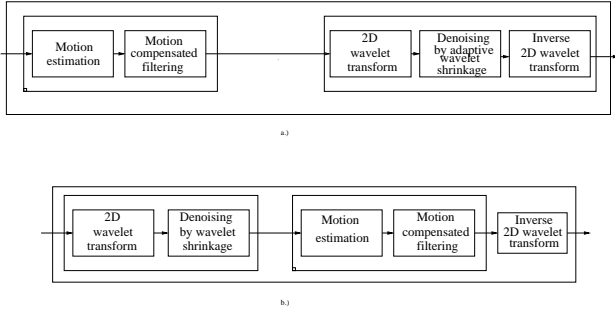 Motion
estimation
Motion
compensated
filtering
2D
wavelet
transform
Denoising
by adaptive
wavelet
shrinkage
Inverse
2D wavelet
transform
a.)
2D
wavelet
transform
Denoising
by wavelet
shrinkage
Motion
estimation
Motion
compensated
filtering
Inverse
2D wavelet
transform
b.)